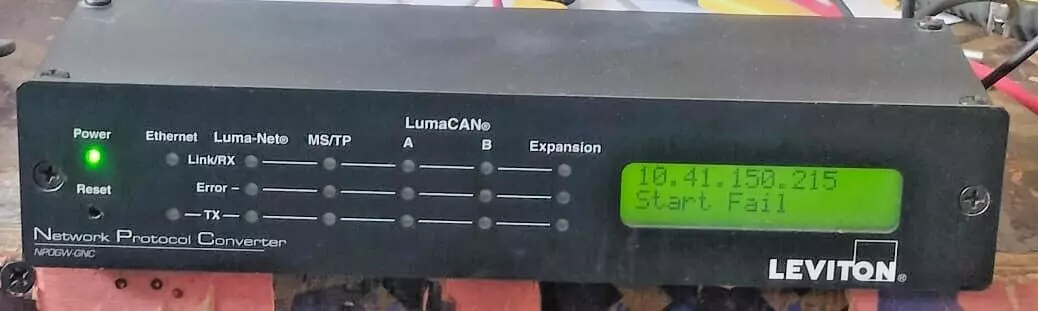 LumaCAN®
Power Ethernet Luma-Net® MS/TP A B Expansion
Link/RX
Reset Error
TX
Network Protocol Converter
NPOGW-GNC
10.41.150.215
Start Fail
LEVITON®